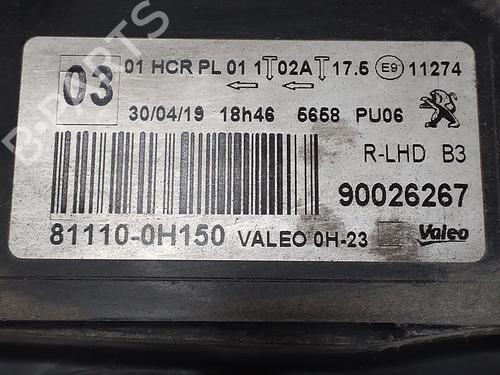 03 01 HCR PL 01 1 02A 17.5 E9 11274
30/04/19 18h46 5658 PU06
R-LHD B3
90026267
81110-0H150 VALEO 0H-23 Valeo
B-PARTS